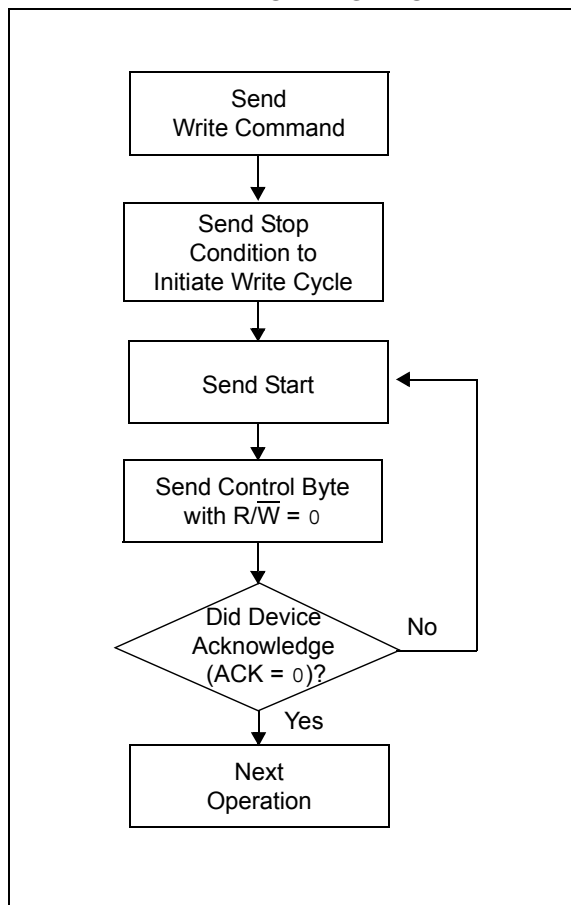 Send
Write Command
Send Stop
Condition to
Initiate Write Cycle
Send Start
Send Control Byte
with R/W̅ = 0
Did Device
Acknowledge
(ACK = 0)?
No
Yes
Next
Operation